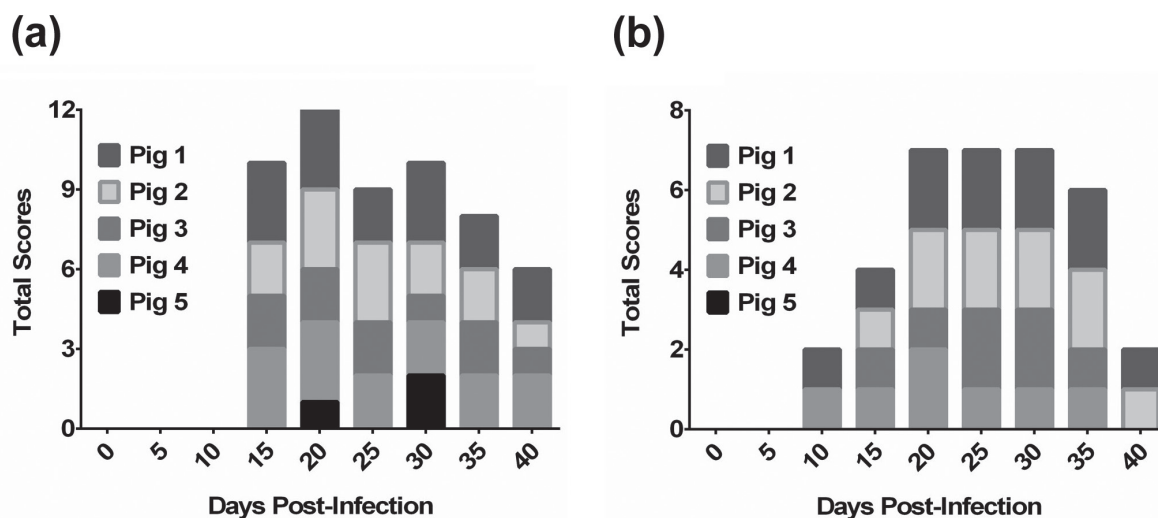 (a)
Total Scores
12
9
6
3
0
Pig 1
Pig 2
Pig 3
Pig 4
Pig 5
0 5 10 15 20 25 30 35 40
Days Post-Infection
(b)
Total Scores
8
6
4
2
0
Pig 1
Pig 2
Pig 3
Pig 4
Pig 5
0 5 10 15 20 25 30 35 40
Days Post-Infection